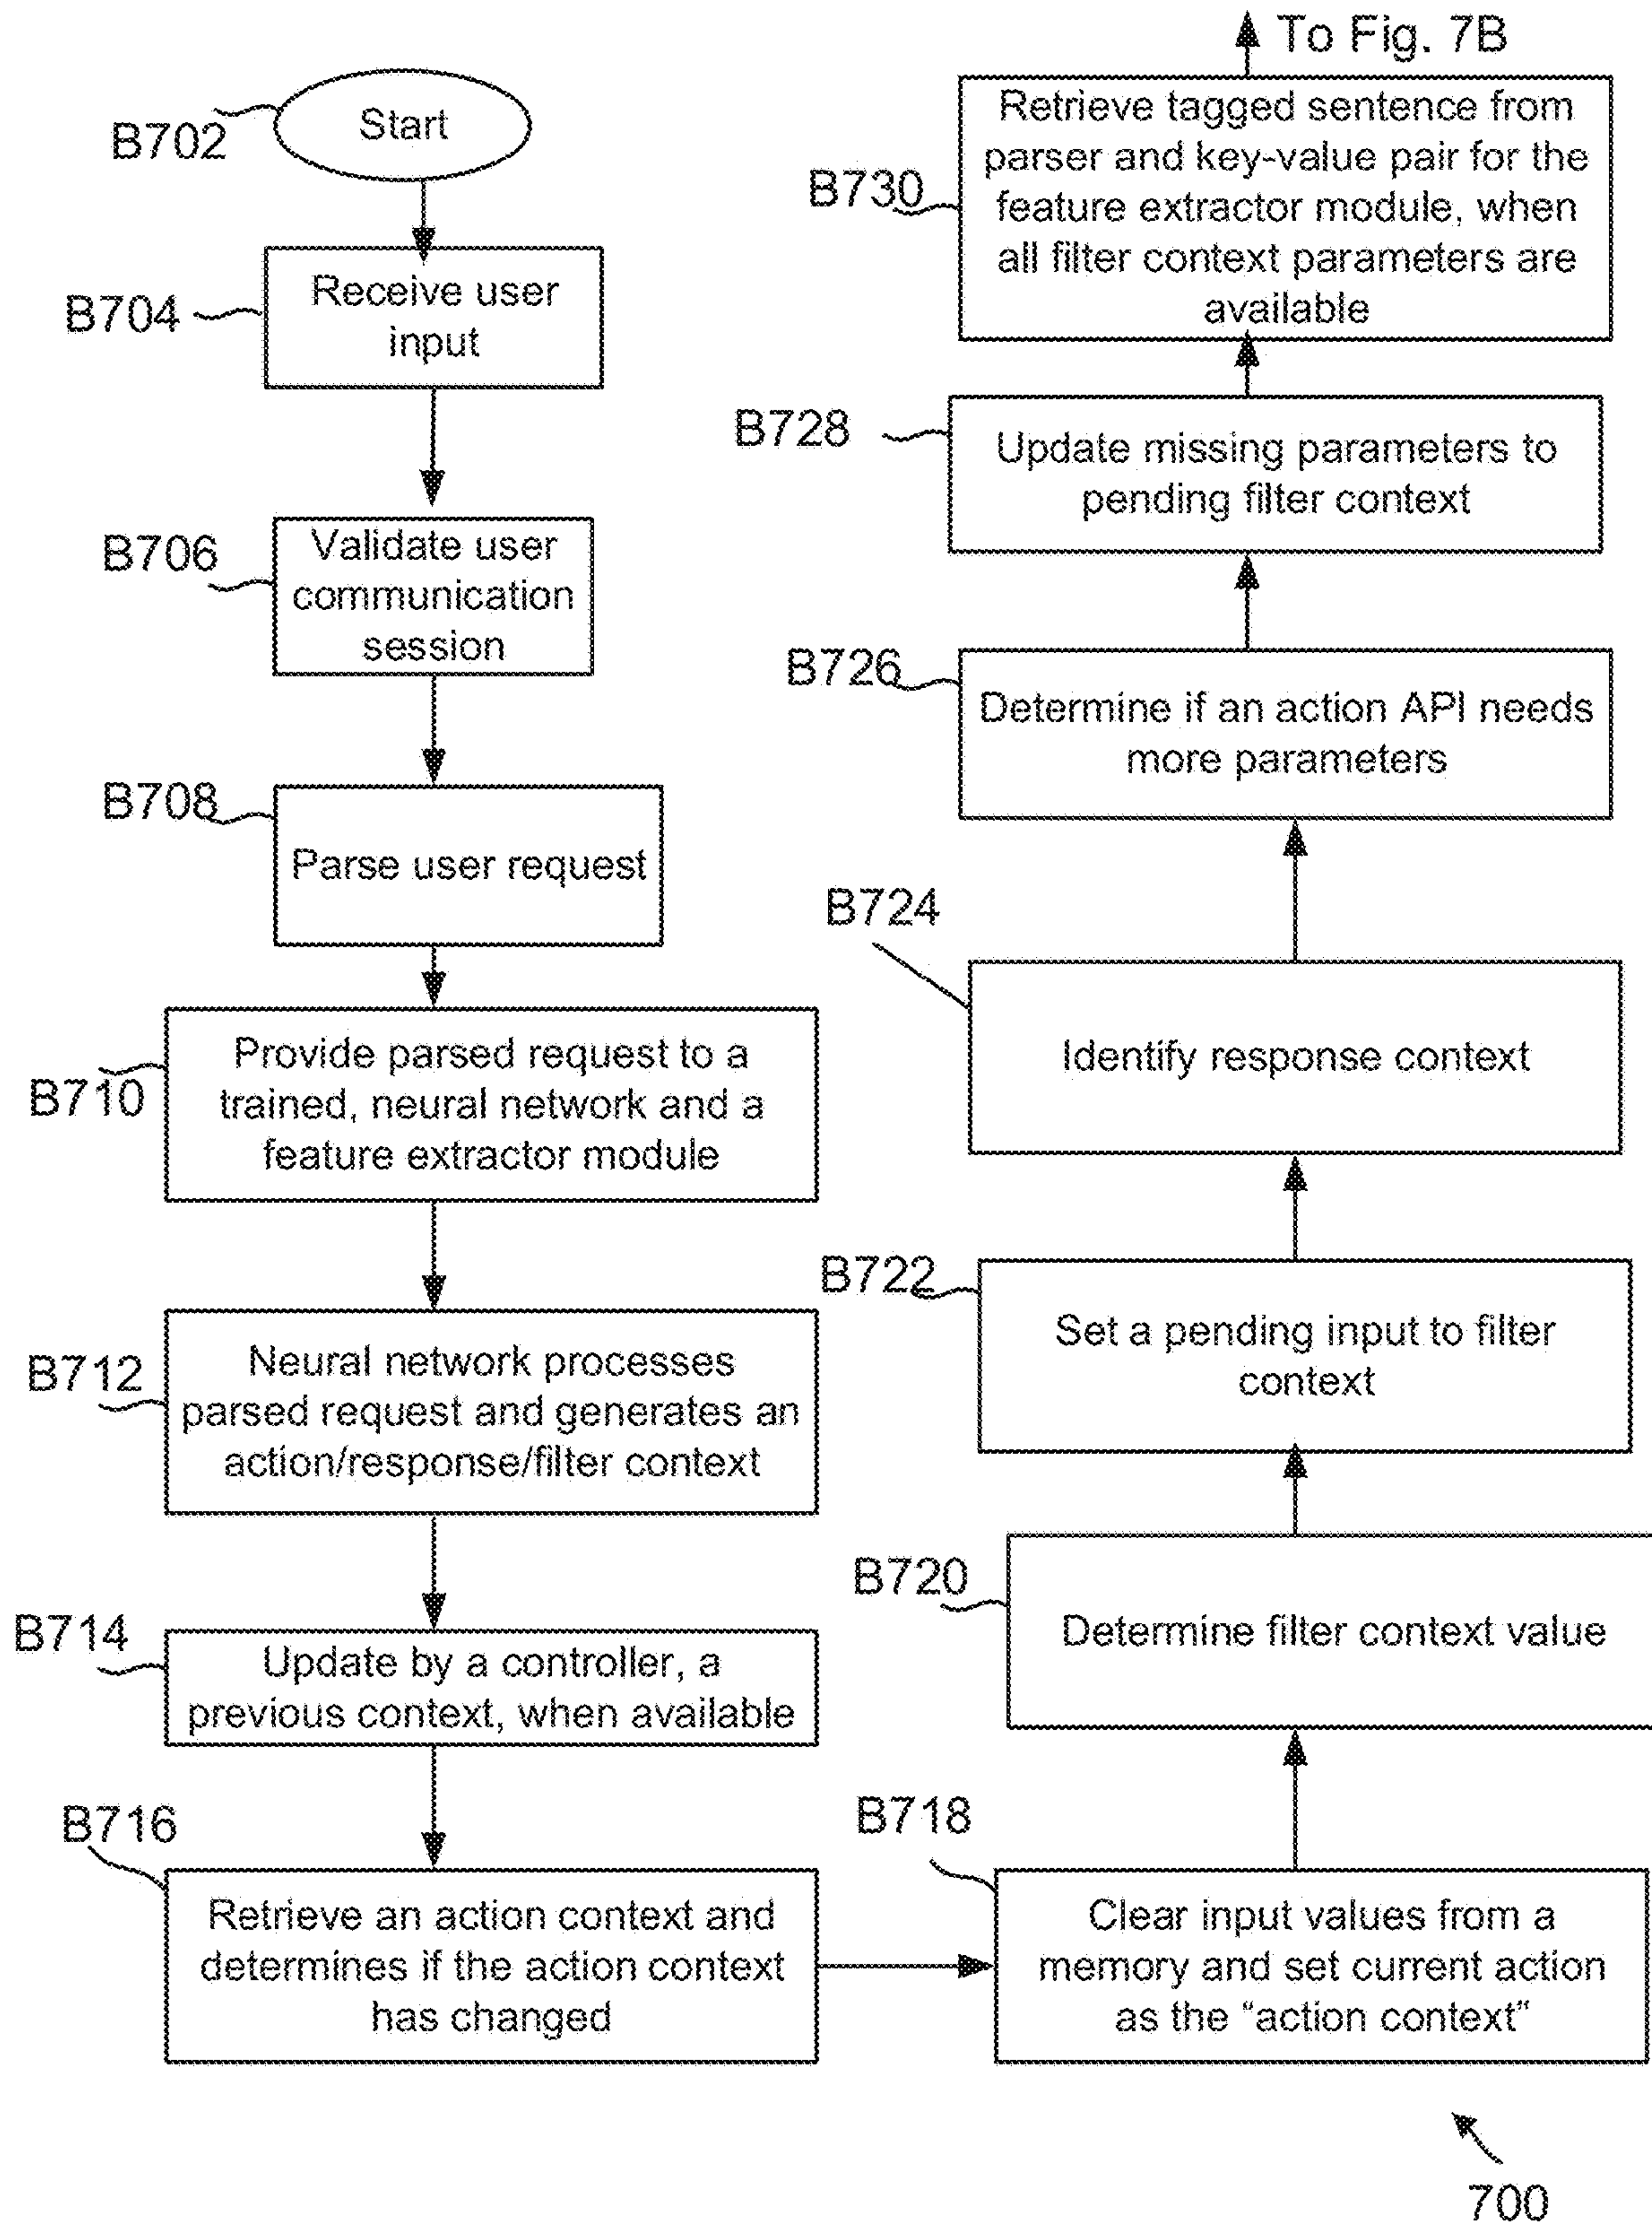 B702
Start
B704
Receive user
input
B706
Validate user
communication
session
B708
Parse user request
B710
Provide parsed request to a
trained, neural network and a
feature extractor module
B712
Neural network processes
parsed request and generates an
action/response/filter context
B714
Update by a controller, a
previous context, when available
B716
Retrieve an action context and
determines if the action context
has changed
B718
Clear input values from a
memory and set current action
as the “action context”
B720
Determine filter context value
B722
Set a pending input to filter
context
B724
Identify response context
B726
Determine if an action API needs
more parameters
B728
Update missing parameters to
pending filter context
B730
Retrieve tagged sentence from
parser and key-value pair for the
feature extractor module, when
all filter context parameters are
available
To Fig. 7B
700